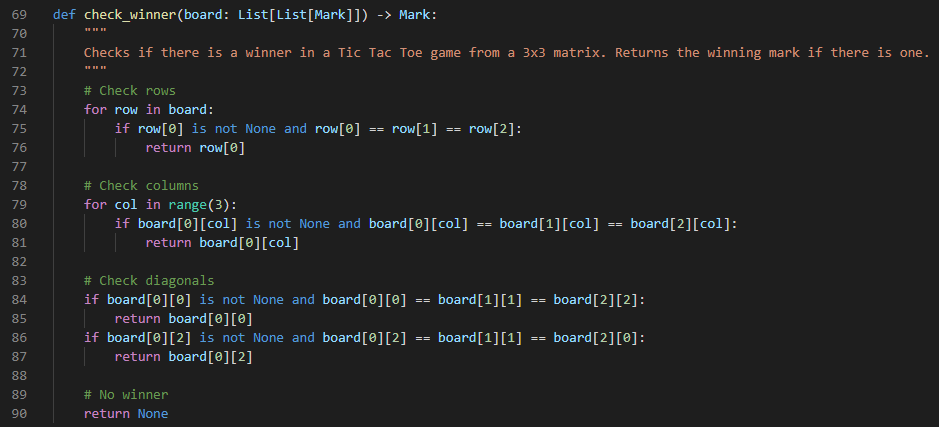 69 def check_winner(board: List[List[Mark]]) -> Mark:
70     """
71     Checks if there is a winner in a Tic Tac Toe game from a 3x3 matrix. Returns the winning mark if there is one.
72     """
73     # Check rows
74     for row in board:
75         if row[0] is not None and row[0] == row[1] == row[2]:
76             return row[0]
77
78     # Check columns
79     for col in range(3):
80         if board[0][col] is not None and board[0][col] == board[1][col] == board[2][col]:
81             return board[0][col]
82
83     # Check diagonals
84     if board[0][0] is not None and board[0][0] == board[1][1] == board[2][2]:
85         return board[0][0]
86     if board[0][2] is not None and board[0][2] == board[1][1] == board[2][0]:
87         return board[0][2]
88
89     # No winner
90     return None